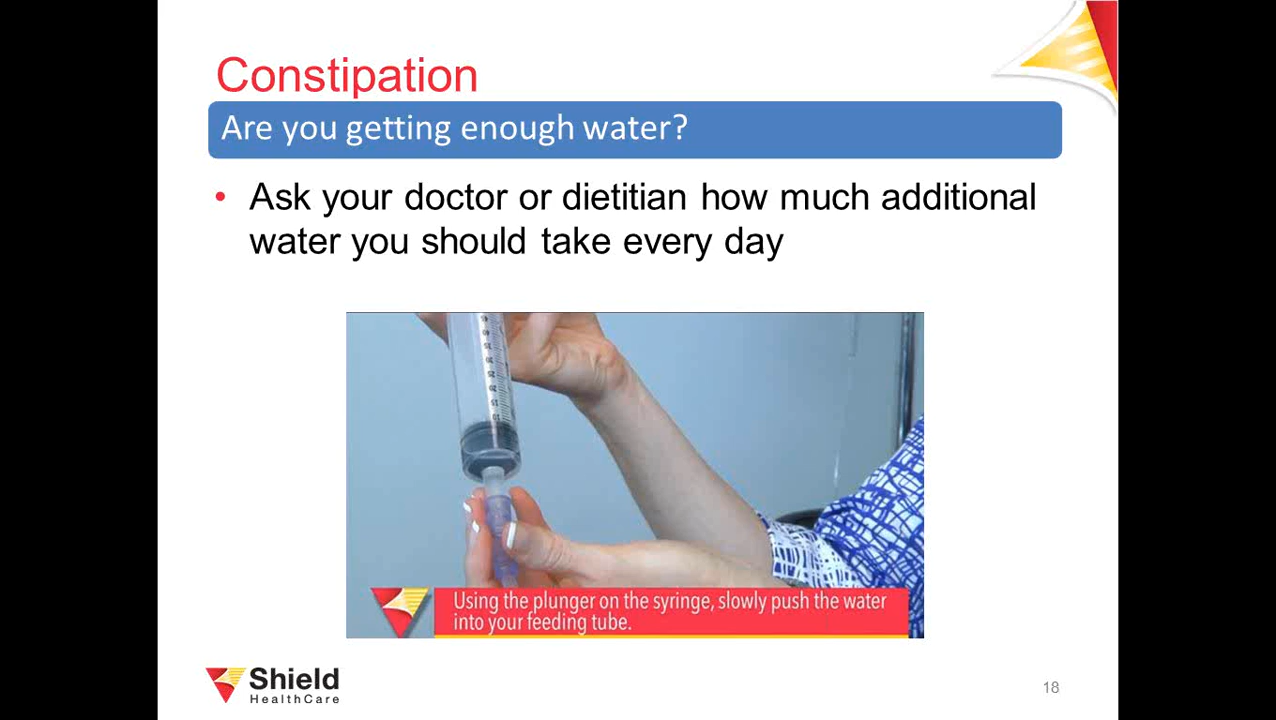 Constipation
Are you getting enough water?
• Ask your doctor or dietitian how much additional
water you should take every day
Using the plunger on the syringe, slowly push the water
into your feeding tube.
Shield
HealthCare
18